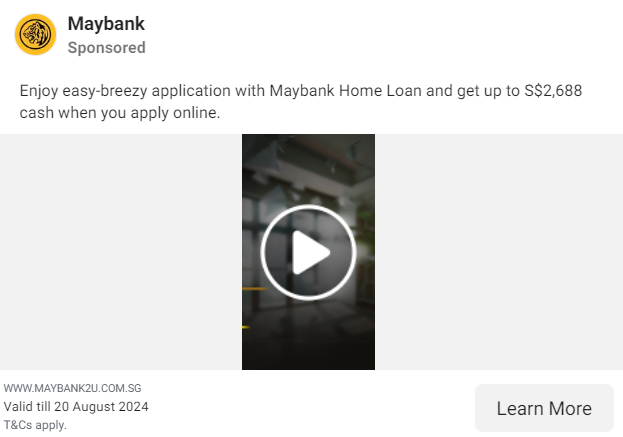 Maybank
Sponsored
Enjoy easy-breezy application with Maybank Home Loan and get up to S$2,688
cash when you apply online.
WWW.MAYBANK2U.COM.SG
Valid till 20 August 2024
T&Cs apply.
Learn More